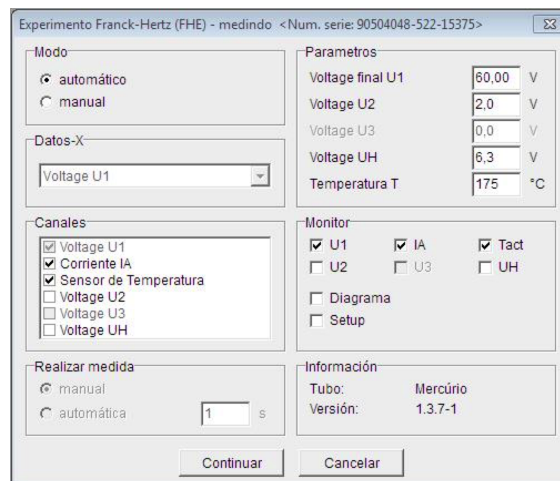 Experimento Franck-Hertz (FHE) - medindo <Num. serie: 90504048-522-15375>
Modo
automático
manual
Datos-X
Voltage U1
Canales
Voltage U1
Corriente IA
Sensor de Temperatura
Voltage U2
Voltage U3
Voltage UH
Realizar medida
manual
automática 1 s
Parametros
Voltage final U1 60,00 V
Voltage U2 2,0 V
Voltage U3 0,0 V
Voltage UH 6,3 V
Temperatura T 175 °C
Monitor
U1 IA Tact
U2 U3 UH
Diagrama
Setup
Información
Tubo: Mercúrio
Versión: 1.3.7-1
Continuar Cancelar